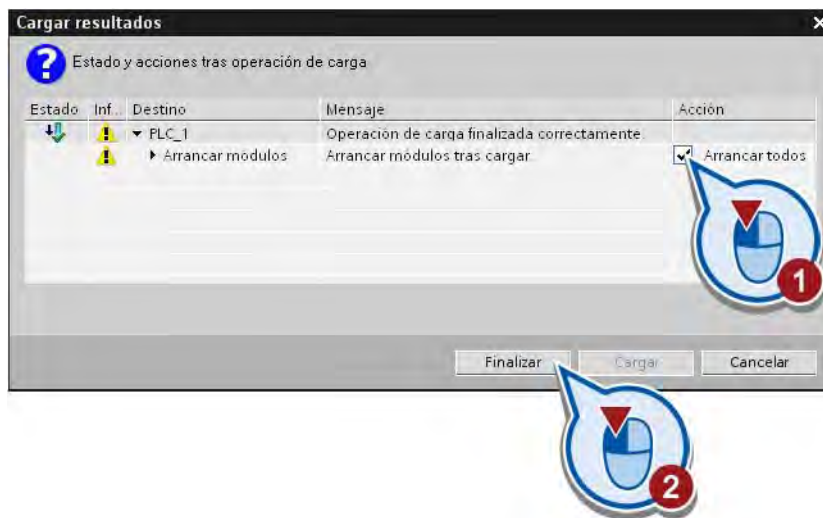 Cargar resultados
Estado y acciones tras operación de carga
Estado Inf... Destino Mensaje Acción
PLC_1 Operación de carga finalizada correctamente.
Arrancar módulos Arrancar módulos tras cargar. Arrancar todos
1
Finalizar Cargar Cancelar
2